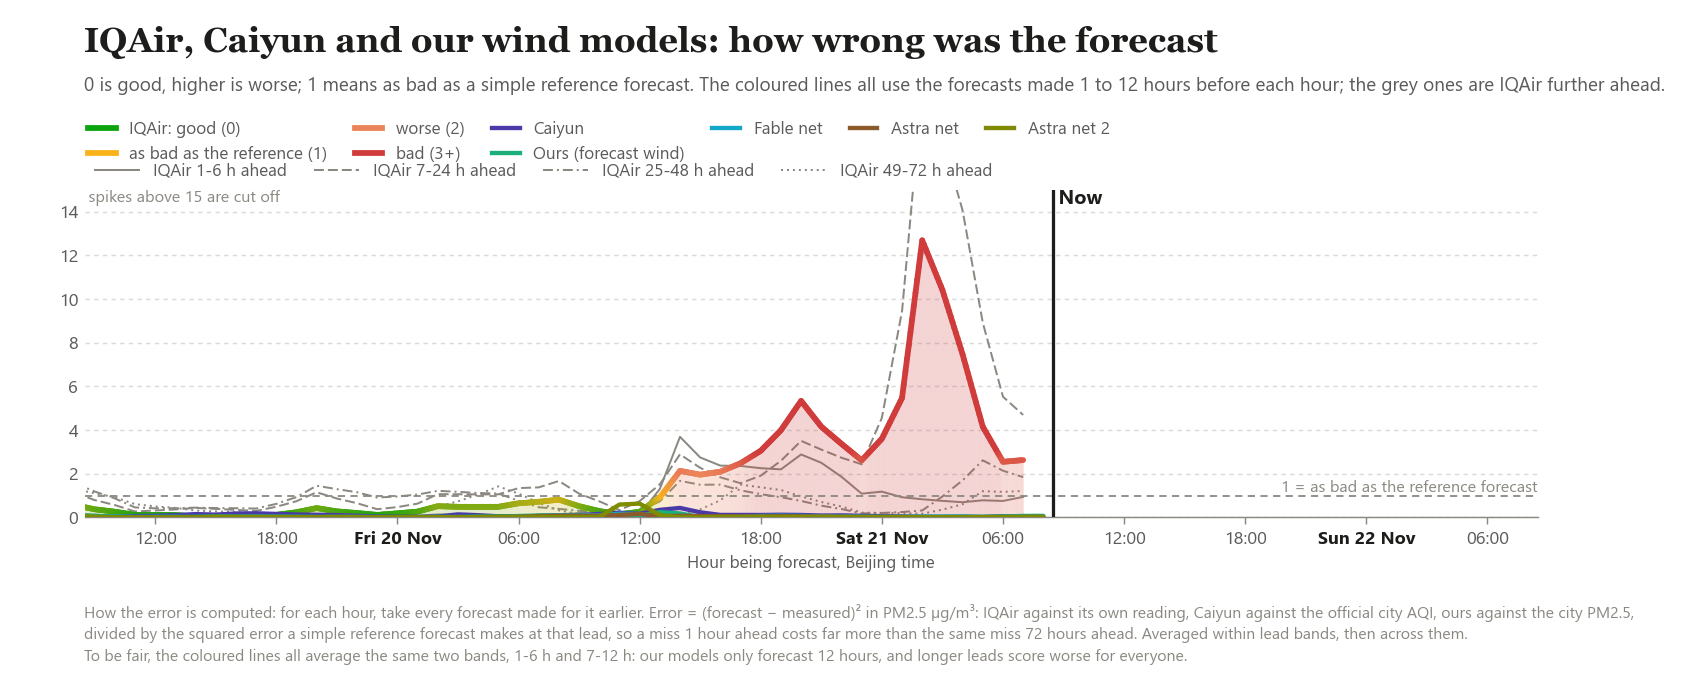 IQAir, Caiyun and our wind models: how wrong was the forecast
0 is good, higher is worse; 1 means as bad as a simple reference forecast. The coloured lines all use the forecasts made 1 to 12 hours before each hour; the grey ones are IQAir further ahead.
IQAir: good (0) worse (2) Caiyun Fable net Astra net Astra net 2
as bad as the reference (1) bad (3+) Ours (forecast wind)
IQAir 1-6 h ahead IQAir 7-24 h ahead IQAir 25-48 h ahead IQAir 49-72 h ahead
spikes above 15 are cut off
Now
14
12
10
8
6
4
2
1 = as bad as the reference forecast
0
12:00 18:00 Fri 20 Nov 06:00 12:00 18:00 Sat 21 Nov 06:00 12:00 18:00 Sun 22 Nov 06:00
Hour being forecast, Beijing time
How the error is computed: for each hour, take every forecast made for it earlier. Error = (forecast − measured)² in PM2.5 µg/m³: IQAir against its own reading, Caiyun against the official city AQI, ours against the city PM2.5,
divided by the squared error a simple reference forecast makes at that lead, so a miss 1 hour ahead costs far more than the same miss 72 hours ahead. Averaged within lead bands, then across them.
To be fair, the coloured lines all average the same two bands, 1-6 h and 7-12 h: our models only forecast 12 hours, and longer leads score worse for everyone.